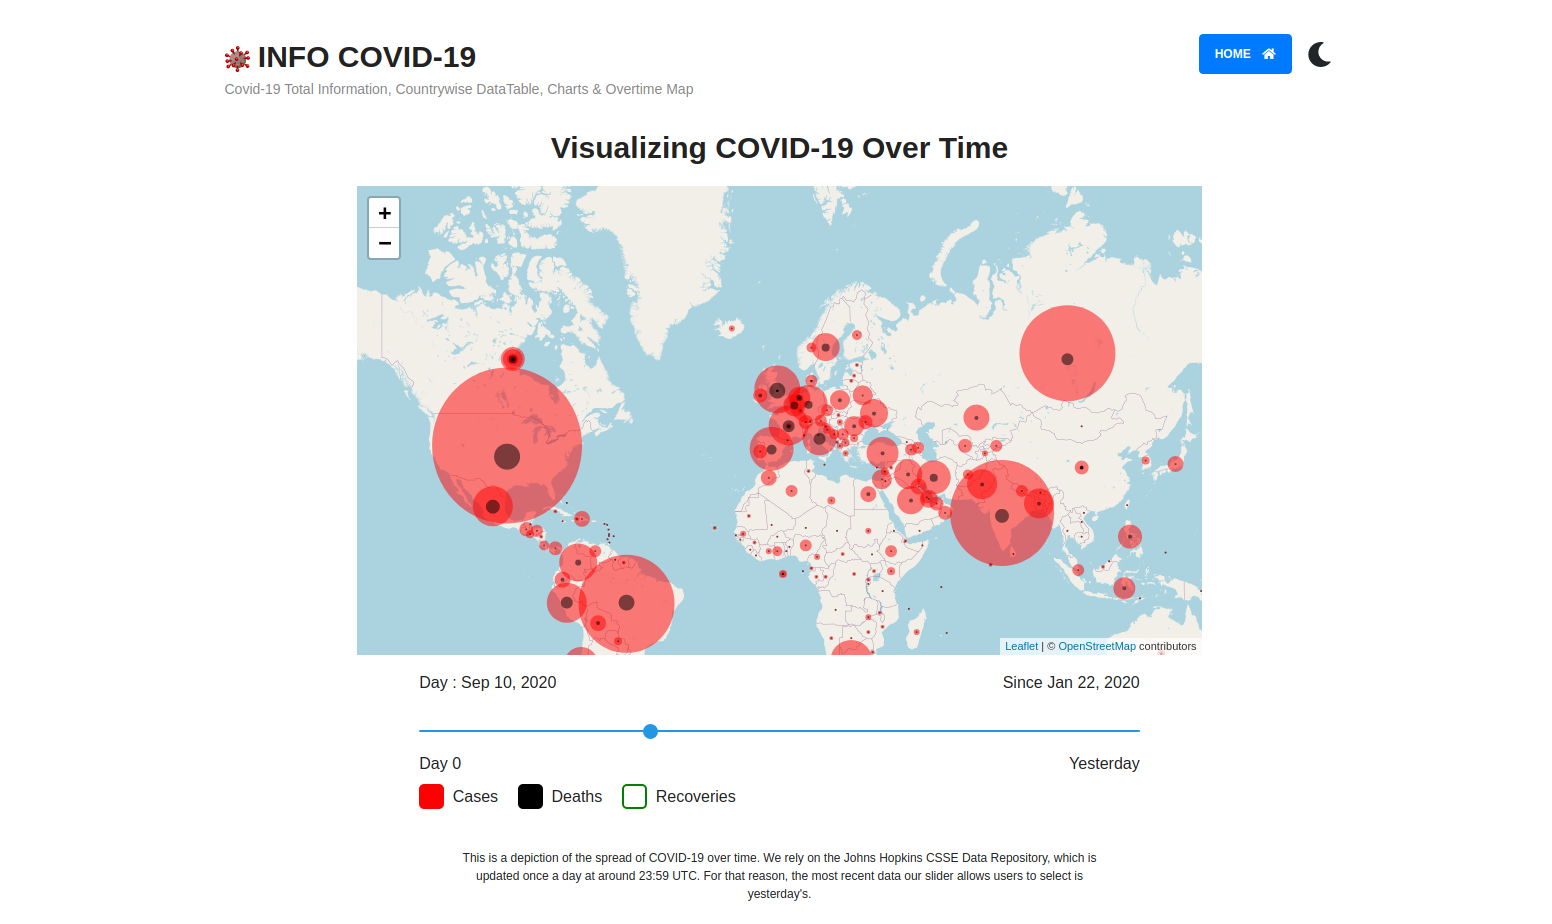 INFO COVID-19
HOME
Covid-19 Total Information, Countrywise DataTable, Charts & Overtime Map
Visualizing COVID-19 Over Time
+
−
Leaflet | © OpenStreetMap contributors
Day : Sep 10, 2020
Since Jan 22, 2020
Day 0
Yesterday
Cases
Deaths
Recoveries
This is a depiction of the spread of COVID-19 over time. We rely on the Johns Hopkins CSSE Data Repository, which is
updated once a day at around 23:59 UTC. For that reason, the most recent data our slider allows users to select is
yesterday's.